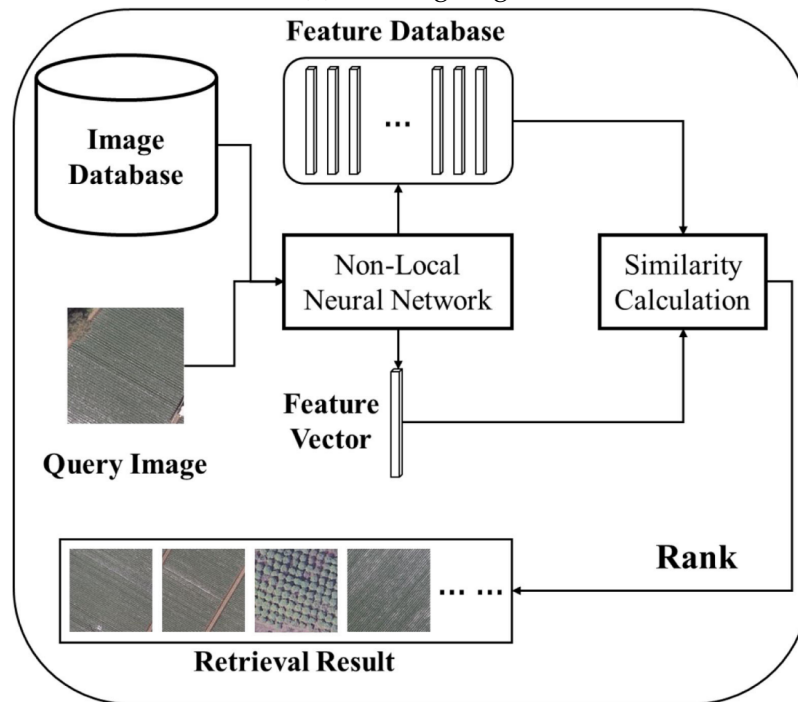 Feature Database
Image
Database
...
Non-Local
Neural Network
Similarity
Calculation
Feature
Vector
Query Image
Rank
... ...
Retrieval Result